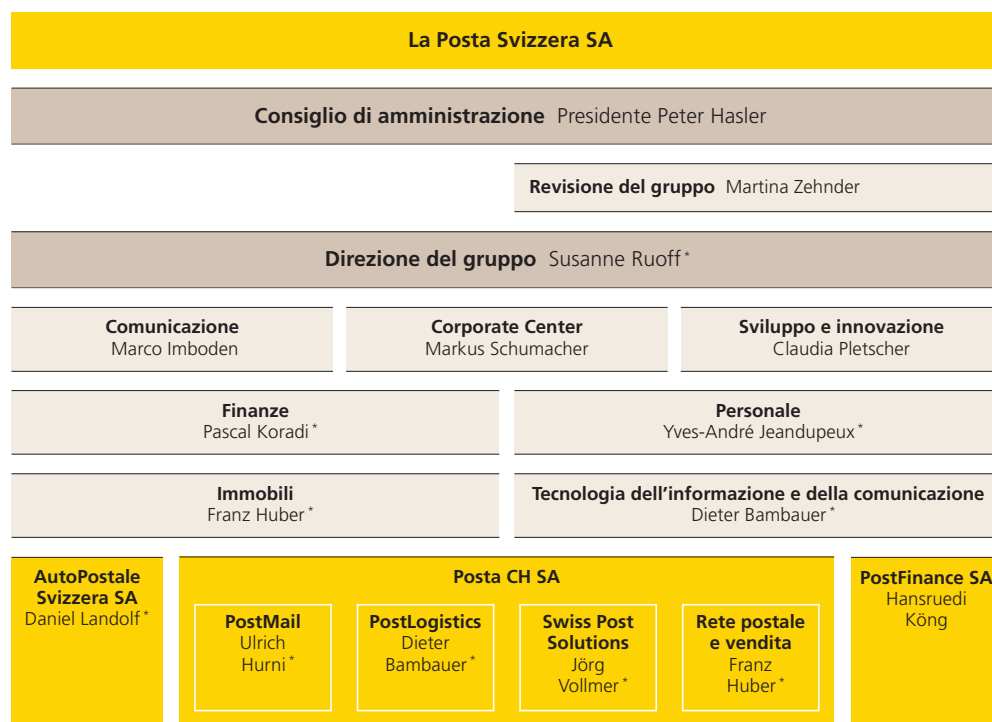 La Posta Svizzera SA
Consiglio di amministrazione Presidente Peter Hasler
Revisione del gruppo Martina Zehnder
Direzione del gruppo Susanne Ruoff *
Comunicazione
Marco Imboden
Corporate Center
Markus Schumacher
Sviluppo e innovazione
Claudia Pletscher
Finanze
Pascal Koradi *
Personale
Yves-André Jeandupeux *
Immobili
Franz Huber *
Tecnologia dell’informazione e della comunicazione
Dieter Bambauer *
AutoPostale
Svizzera SA
Daniel Landolf *
Posta CH SA
PostMail
Ulrich
Hurni *
PostLogistics
Dieter
Bambauer *
Swiss Post
Solutions
Jörg
Vollmer *
Rete postale
e vendita
Franz
Huber *
PostFinance SA
Hansruedi
Köng